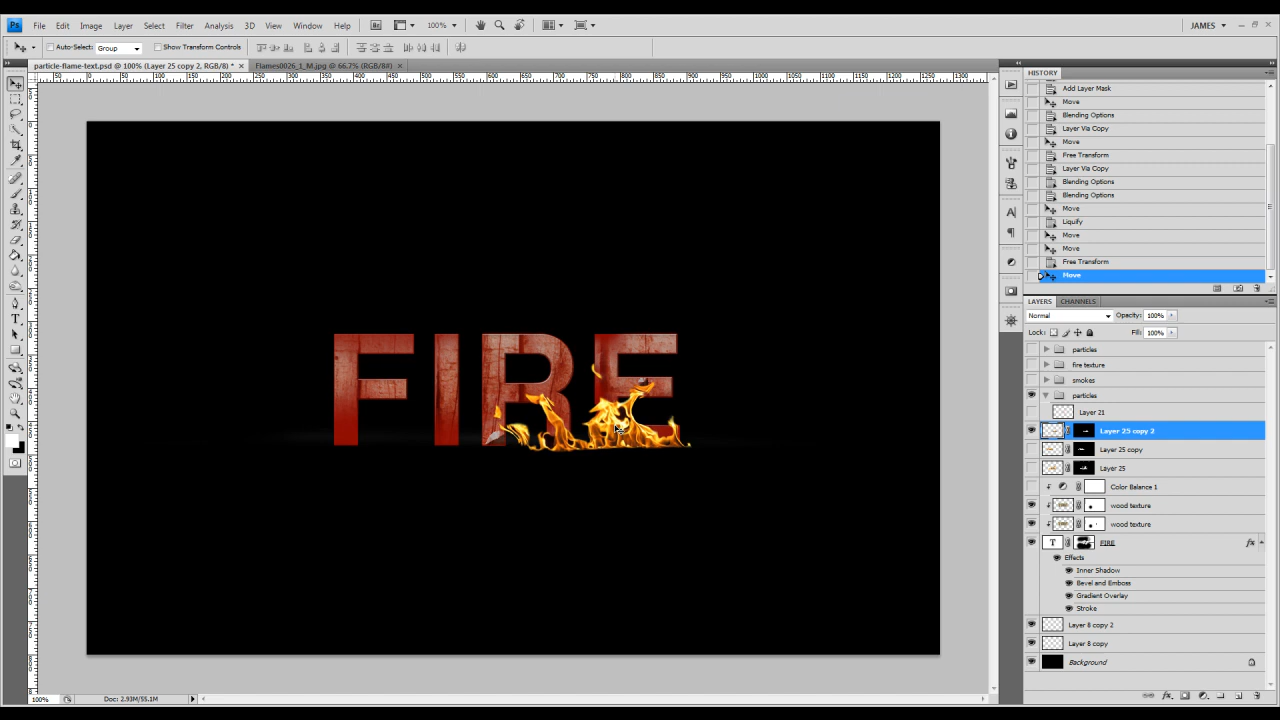 Ps File Edit Image Layer Select Filter Analysis 3D View Window Help Br 100% JAMES
Auto-Select: Group Show Transform Controls
particle-flame-text.psd @ 100% (Layer 25 copy 2, RGB/8) * Flames0026_1_M.jpg @ 66.7% (RGB/8#)
HISTORY
Add Layer Mask
Move
Blending Options
Layer Via Copy
Move
Free Transform
Layer Via Copy
Blending Options
Blending Options
Move
Liquify
Move
Move
Free Transform
Move
LAYERS CHANNELS
Normal Opacity: 100%
Lock: Fill: 100%
particles
fire texture
smokes
particles
Layer 21
Layer 25 copy 2
Layer 25 copy
Layer 25
Color Balance 1
wood texture
wood texture
T FIRE fx
Effects
Inner Shadow
Bevel and Emboss
Gradient Overlay
Stroke
Layer 8 copy 2
Layer 8 copy
Background
FIRE
100% Doc: 2.93M/55.1M